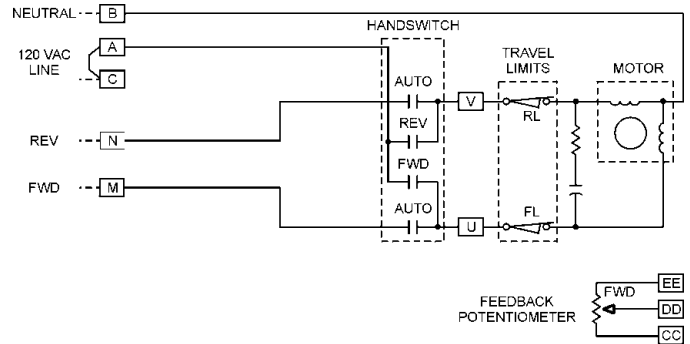 NEUTRAL
B
HANDSWITCH
120 VAC
LINE
A
C
TRAVEL
LIMITS
MOTOR
AUTO
V
RL
REV
REV
N
FWD
FWD
M
AUTO
U
FL
FEEDBACK
POTENTIOMETER
FWD
EE
DD
CC